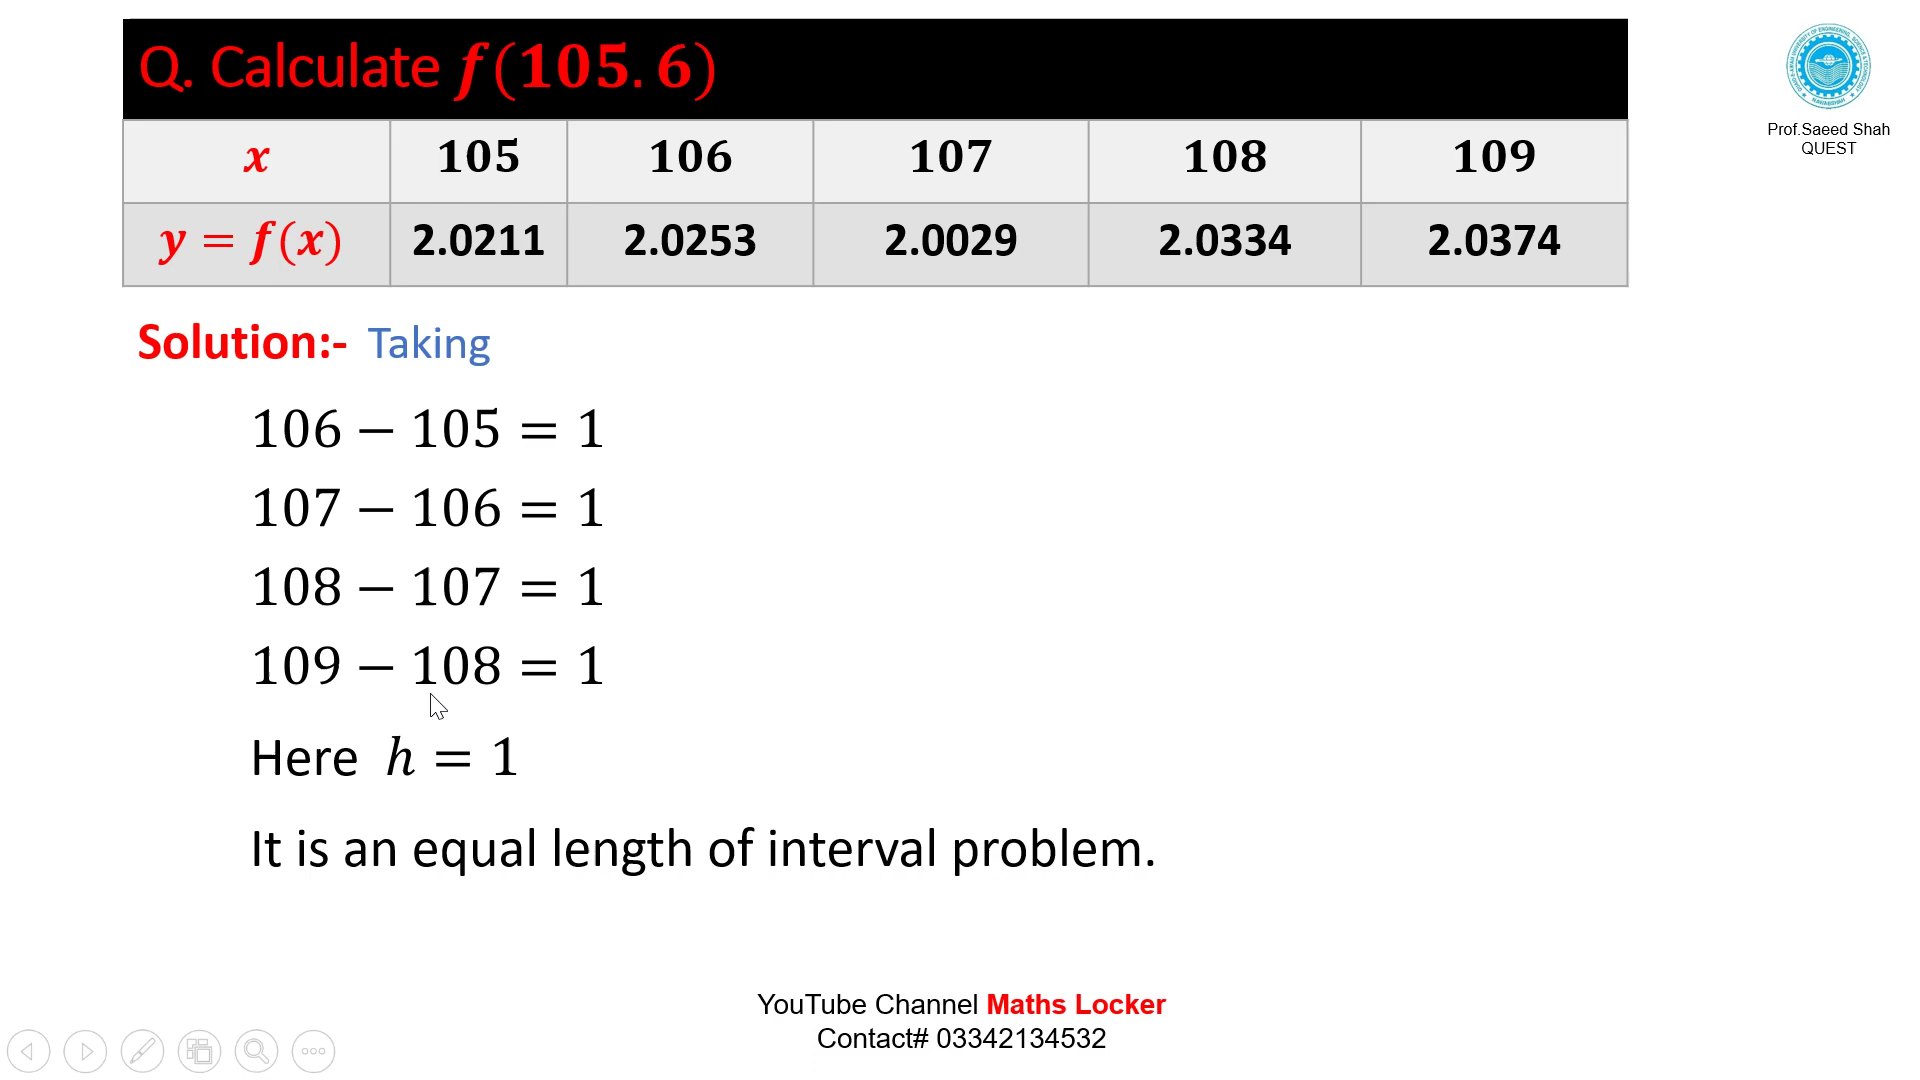 Q. Calculate f(105.6)
x 105 106 107 108 109
y = f(x) 2.0211 2.0253 2.0029 2.0334 2.0374
Prof.Saeed Shah
QUEST
Solution:- Taking
106 − 105 = 1
107 − 106 = 1
108 − 107 = 1
109 − 108 = 1
Here h = 1
It is an equal length of interval problem.
YouTube Channel Maths Locker
Contact# 03342134532